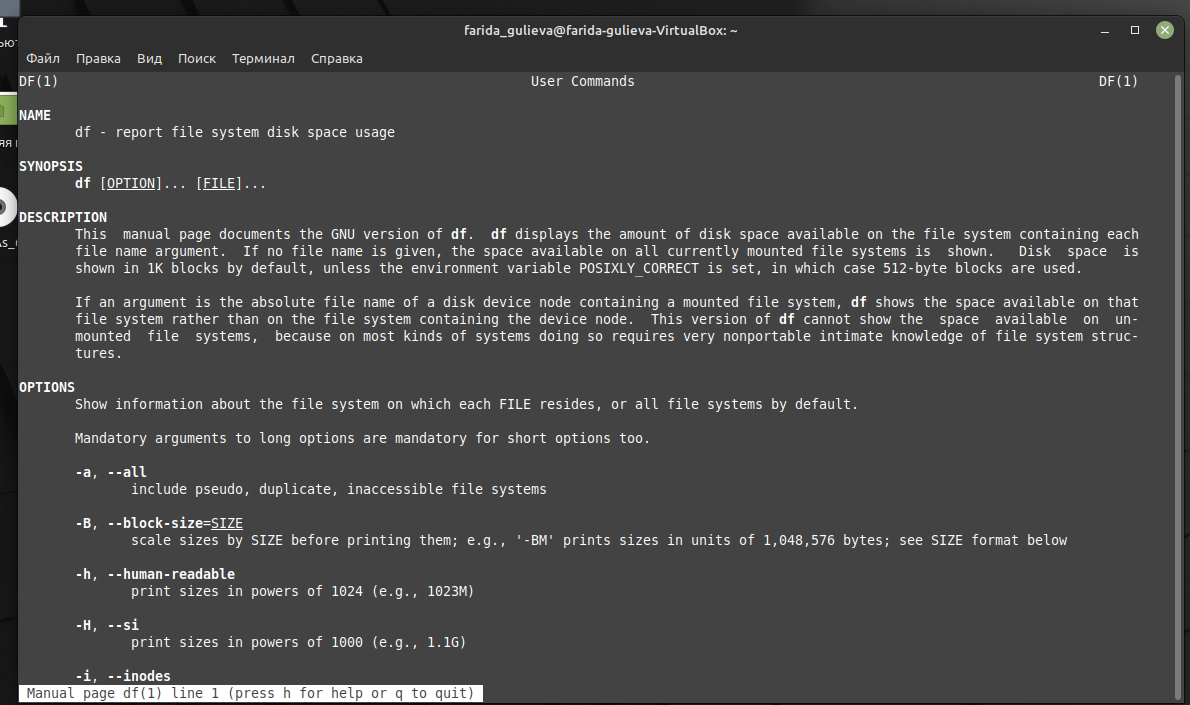 farida_gulieva@farida-gulieva-VirtualBox: ~
Файл Правка Вид Поиск Терминал Справка
DF(1) User Commands DF(1)
NAME
df - report file system disk space usage
SYNOPSIS
df [OPTION]... [FILE]...
DESCRIPTION
This manual page documents the GNU version of df. df displays the amount of disk space available on the file system containing each
file name argument. If no file name is given, the space available on all currently mounted file systems is shown. Disk space is
shown in 1K blocks by default, unless the environment variable POSIXLY_CORRECT is set, in which case 512-byte blocks are used.
If an argument is the absolute file name of a disk device node containing a mounted file system, df shows the space available on that
file system rather than on the file system containing the device node. This version of df cannot show the space available on un-
mounted file systems, because on most kinds of systems doing so requires very nonportable intimate knowledge of file system struc-
tures.
OPTIONS
Show information about the file system on which each FILE resides, or all file systems by default.
Mandatory arguments to long options are mandatory for short options too.
-a, --all
include pseudo, duplicate, inaccessible file systems
-B, --block-size=SIZE
scale sizes by SIZE before printing them; e.g., '-BM' prints sizes in units of 1,048,576 bytes; see SIZE format below
-h, --human-readable
print sizes in powers of 1024 (e.g., 1023M)
-H, --si
print sizes in powers of 1000 (e.g., 1.1G)
-i, --inodes
Manual page df(1) line 1 (press h for help or q to quit)